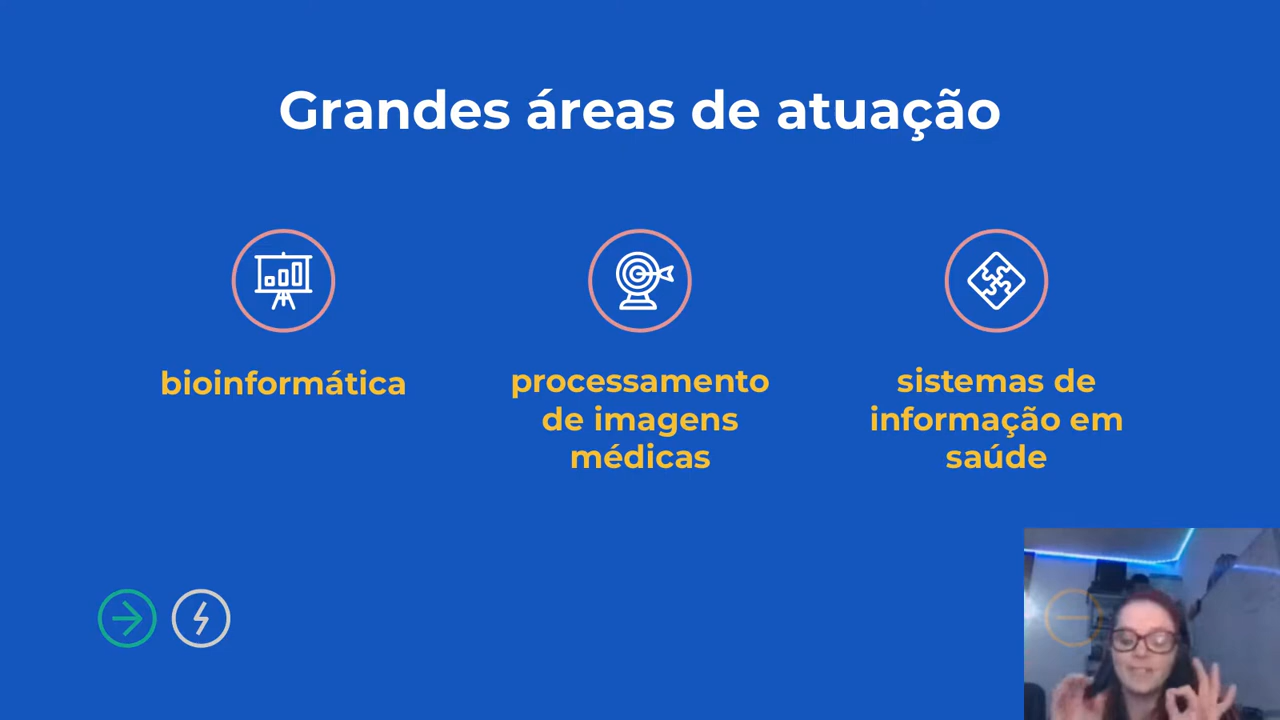 Grandes áreas de atuação
bioinformática
processamento
de imagens
médicas
sistemas de
informação em
saúde